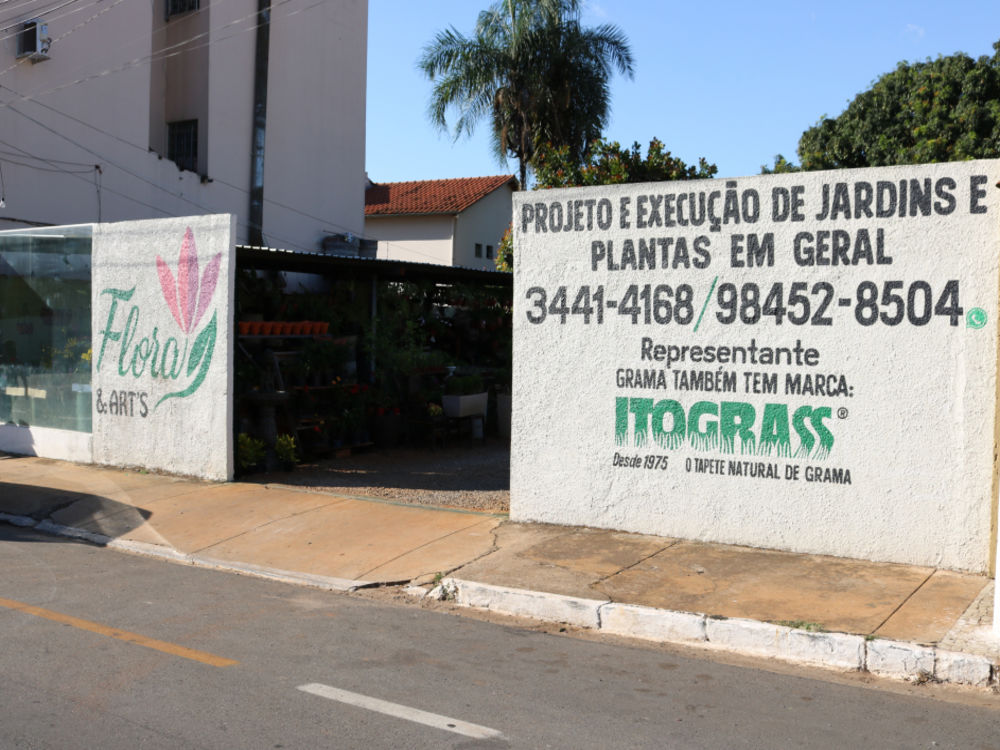 Flora
& ART'S
PROJETO E EXECUÇÃO DE JARDINS E
PLANTAS EM GERAL
3441-4168/98452-8504
Representante
GRAMA TAMBÉM TEM MARCA:
ITOGRASS®
Desde 1975 O TAPETE NATURAL DE GRAMA